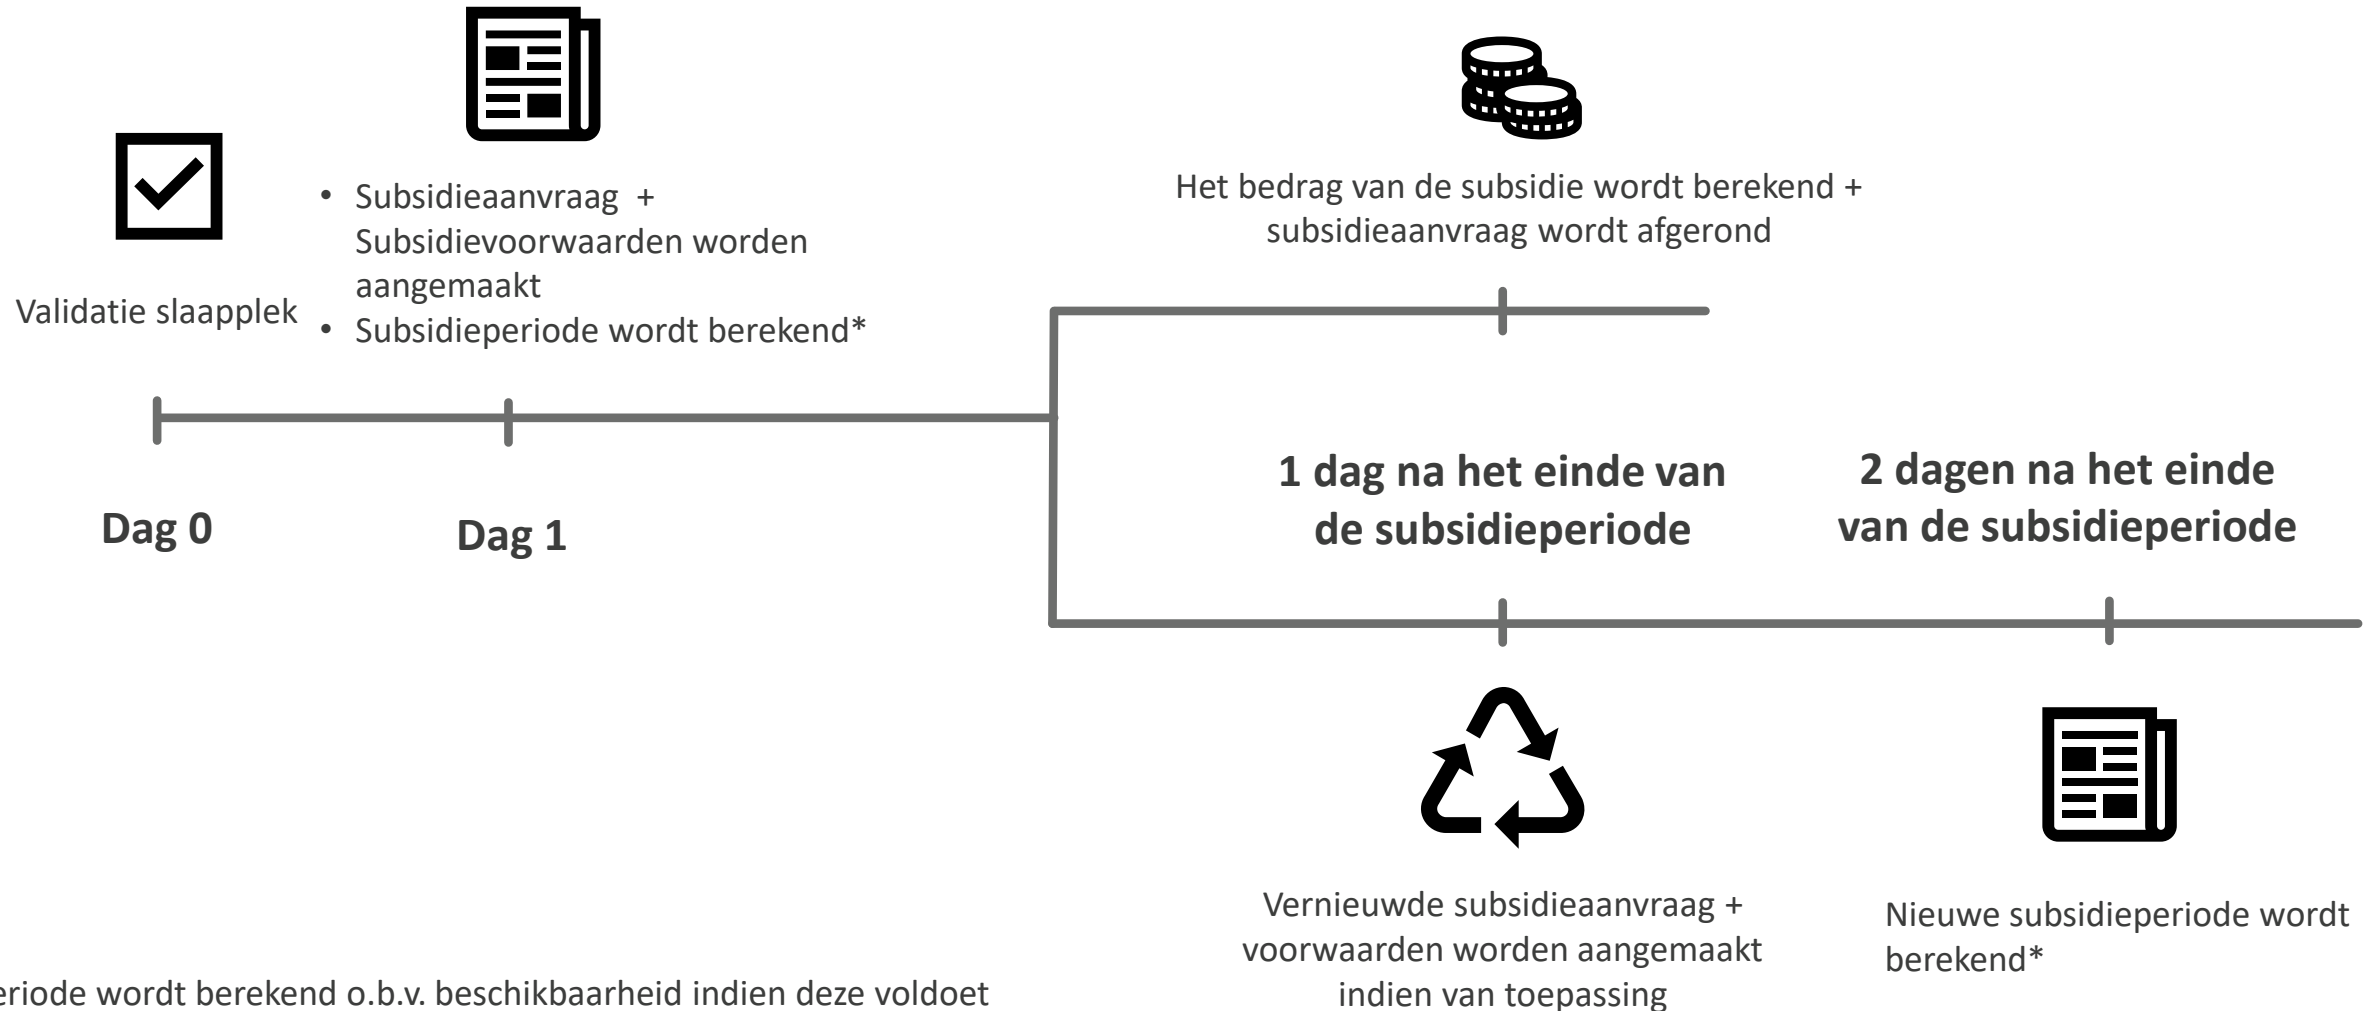 Validatie slaapplek
• Subsidieaanvraag +
Subsidievoorwaarden worden
aangemaakt
• Subsidieperiode wordt berekend*
Het bedrag van de subsidie wordt berekend +
subsidieaanvraag wordt afgerond
Dag 0
Dag 1
1 dag na het einde van
de subsidieperiode
2 dagen na het einde
van de subsidieperiode
Vernieuwde subsidieaanvraag +
voorwaarden worden aangemaakt
indien van toepassing
Nieuwe subsidieperiode wordt
berekend*
wordt berekend o.b.v. beschikbaarheid indien deze voldoet